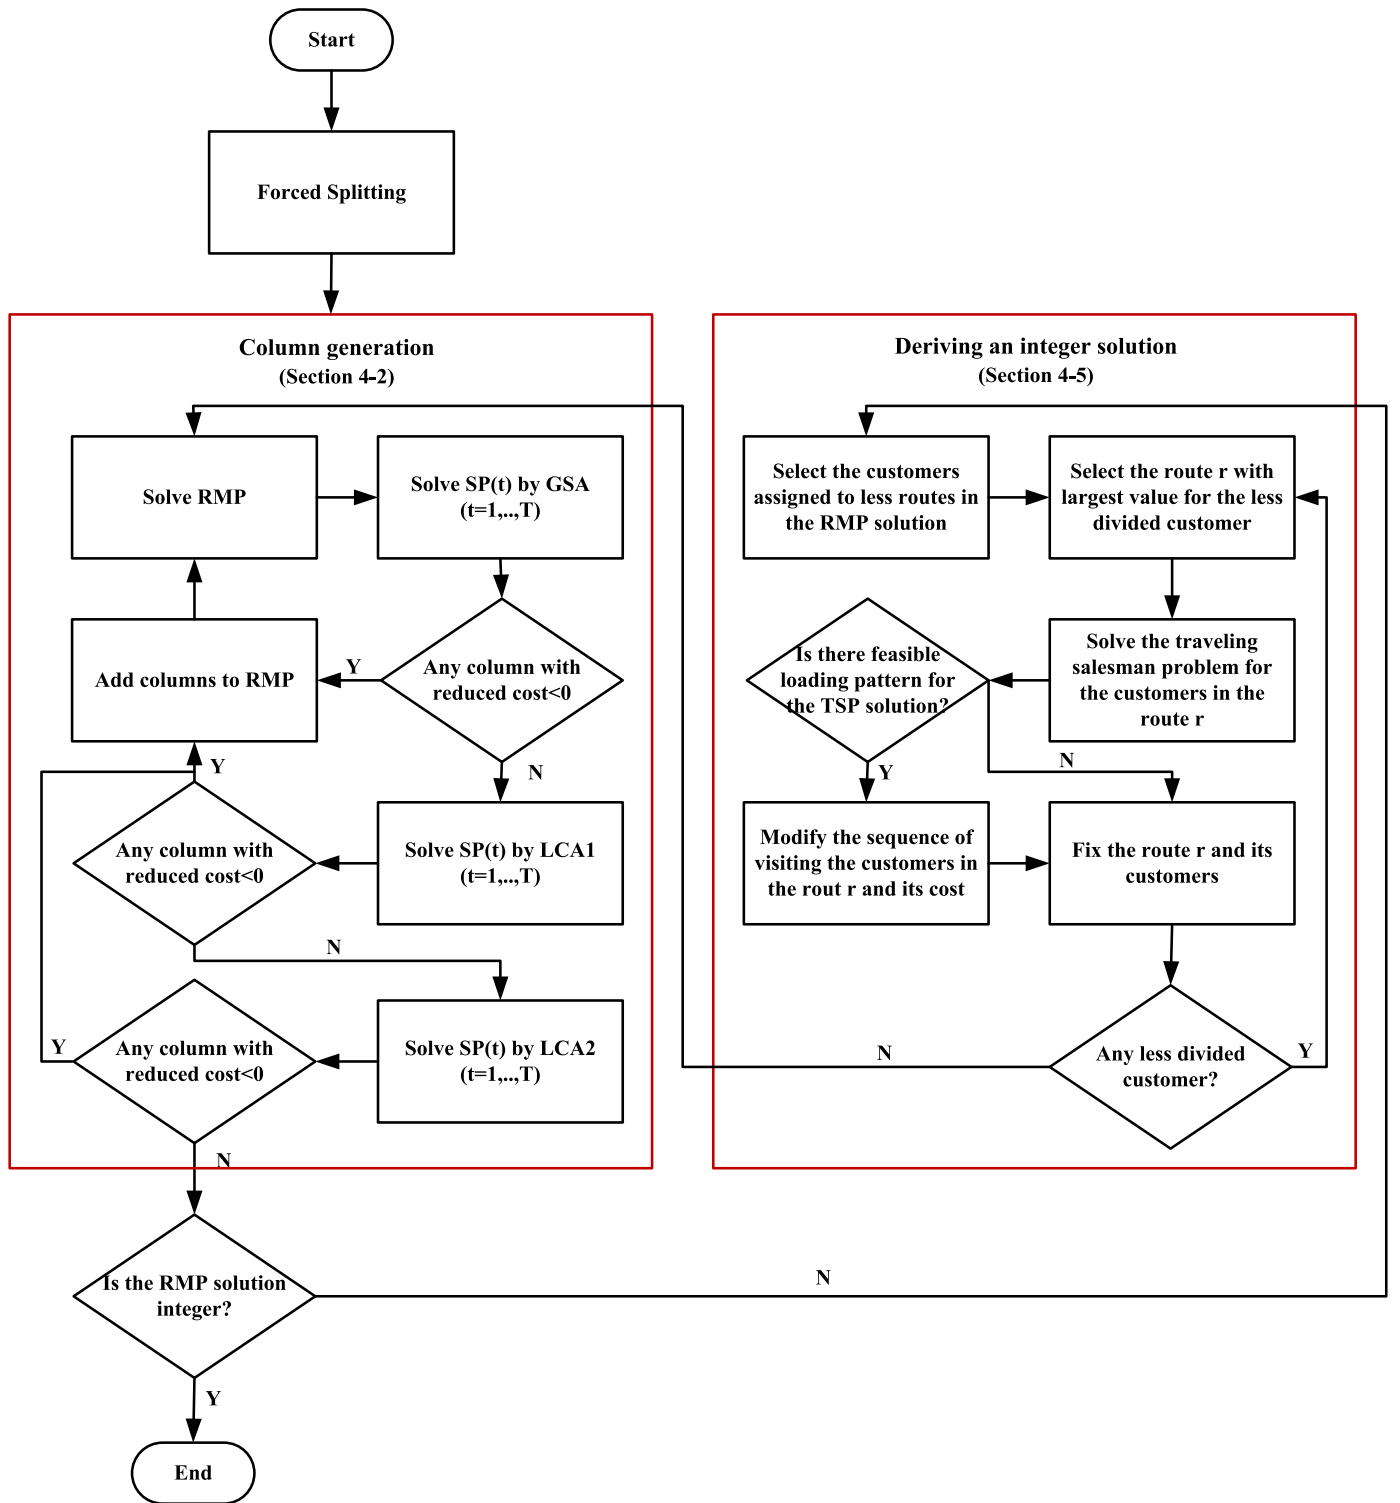 Start
Forced Splitting
Column generation
(Section 4-2)
Solve RMP
Solve SP(t) by GSA
(t=1,..,T)
Add columns to RMP
Y
Any column with
reduced cost<0
Y
N
Any column with
reduced cost<0
Solve SP(t) by LCA1
(t=1,..,T)
N
Any column with
reduced cost<0
Y
Solve SP(t) by LCA2
(t=1,..,T)
N
Is the RMP solution
integer?
N
Y
End
Deriving an integer solution
(Section 4-5)
Select the customers
assigned to less routes in
the RMP solution
Select the route r with
largest value for the less
divided customer
Is there feasible
loading pattern for
the TSP solution?
Solve the traveling
salesman problem for
the customers in the
route r
Y
N
Modify the sequence of
visiting the customers in
the rout r and its cost
Fix the route r and its
customers
N
Any less divided
customer?
Y